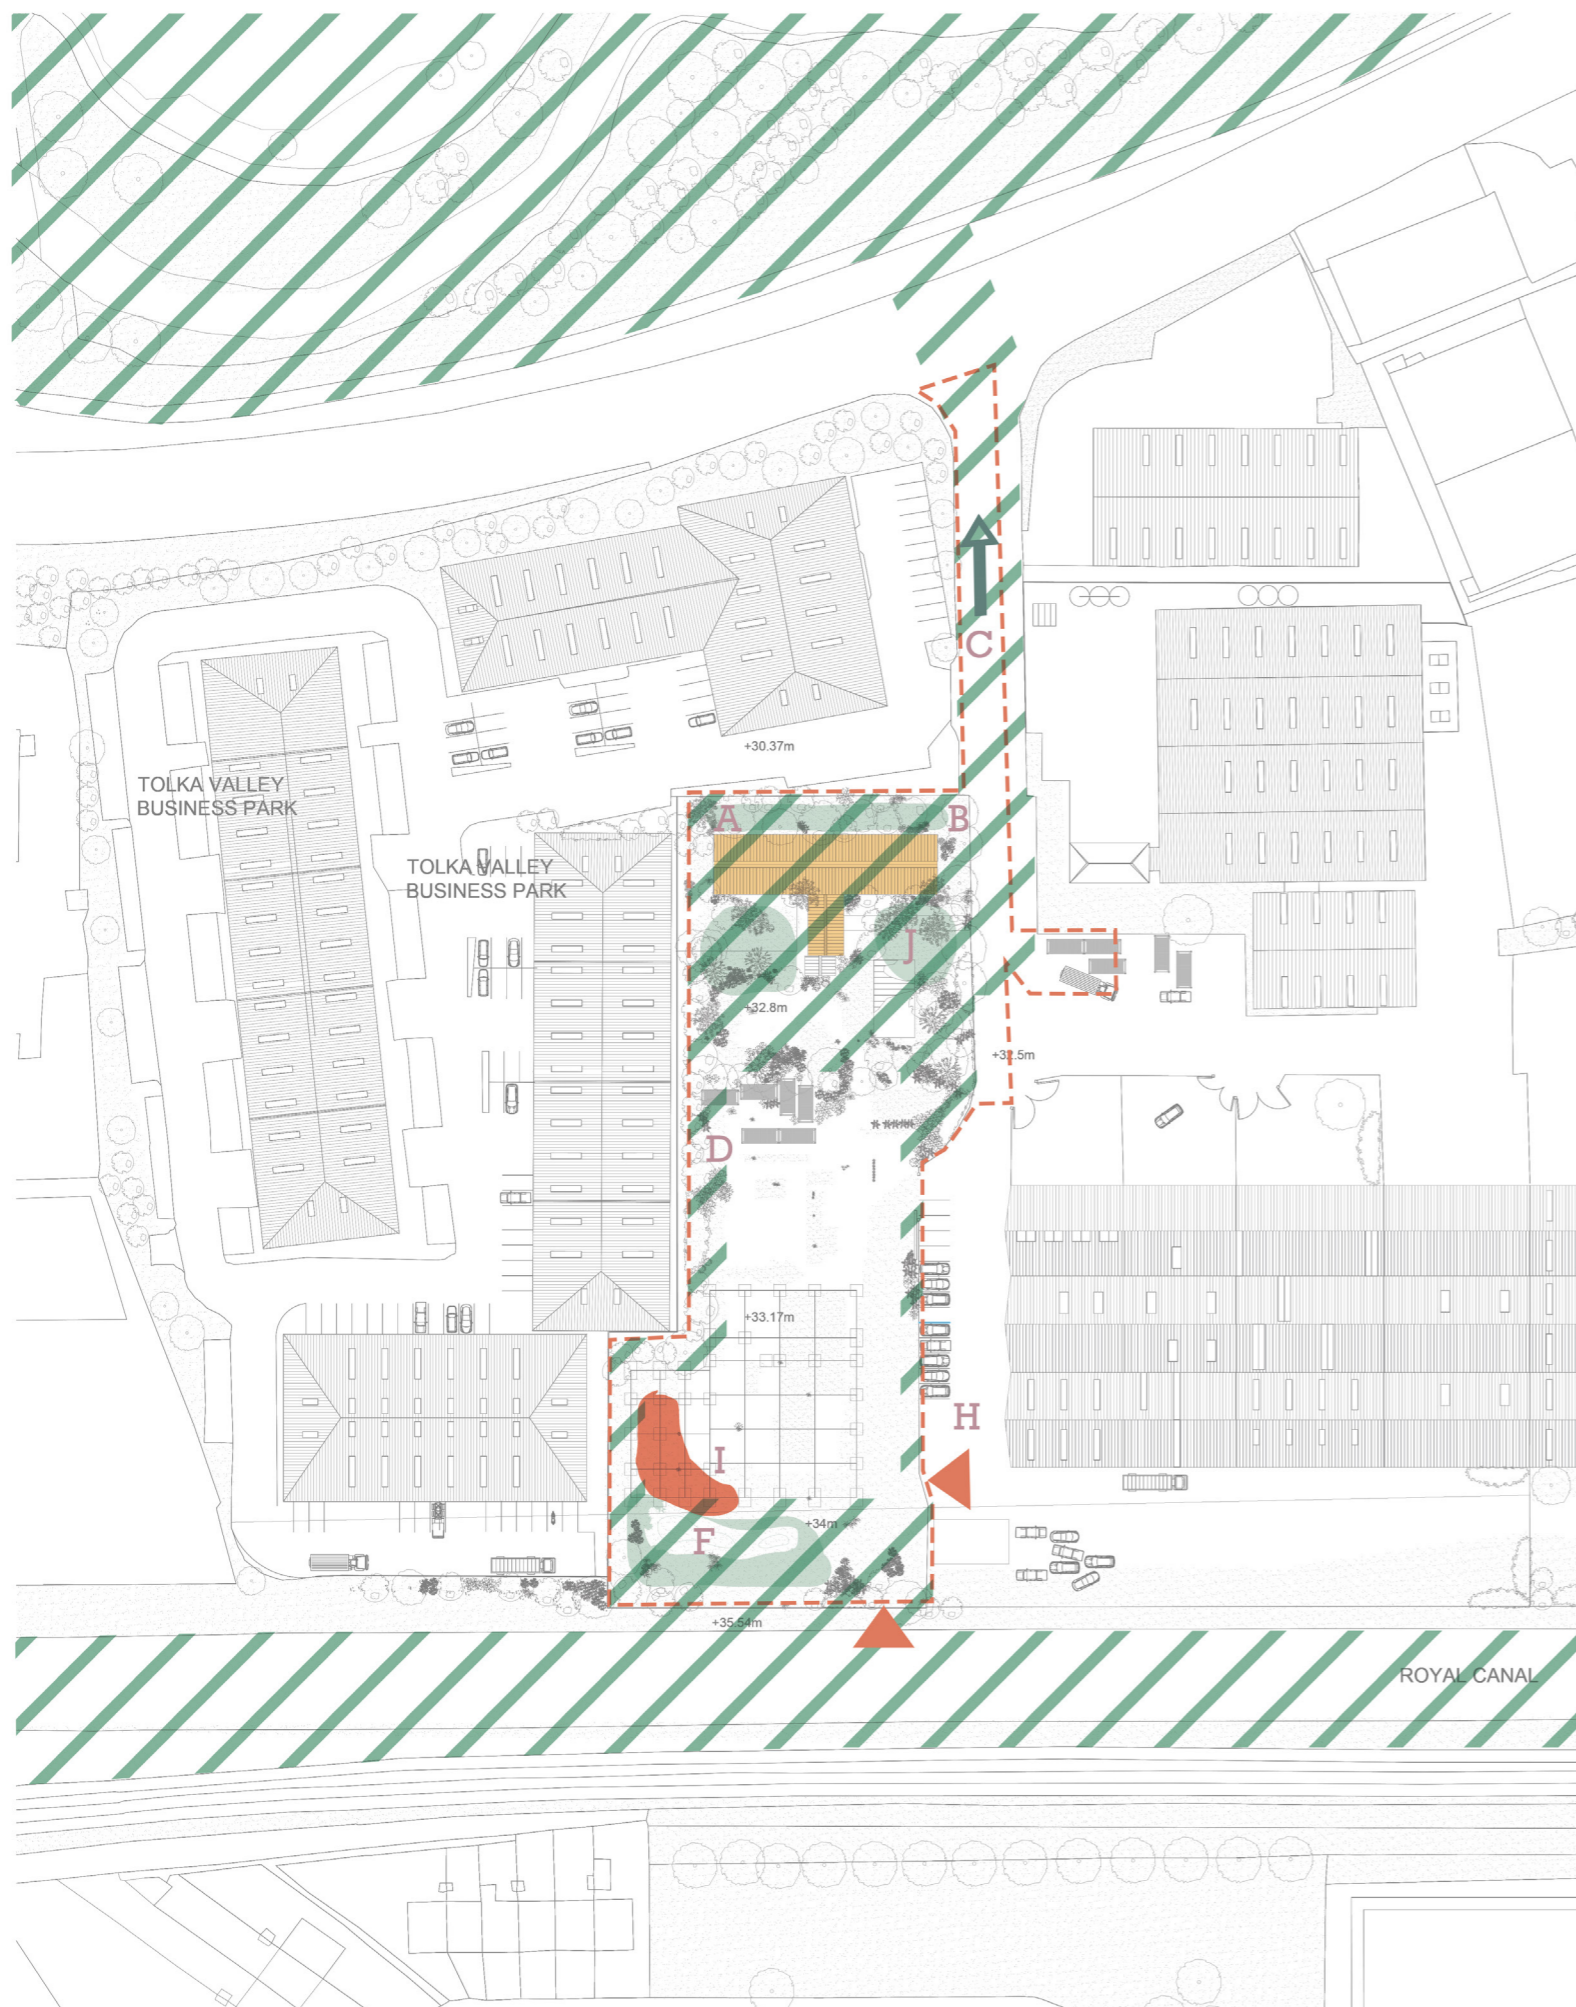 C
+30.37m
TOLKA VALLEY
BUSINESS PARK
A
B
TOLKA VALLEY
BUSINESS PARK
J
+32.8m
+32.5m
D
+33.17m
H
I
+34m
F
+35.54m
ROYAL CANAL